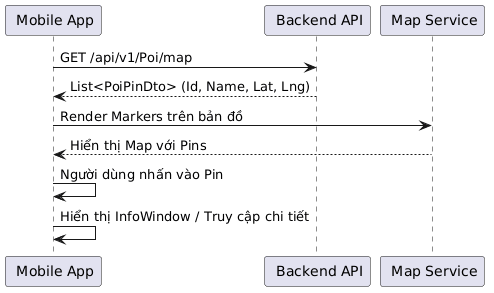 Mobile App
Backend API
Map Service
GET /api/v1/Poi/map
List<PoiPinDto> (Id, Name, Lat, Lng)
Render Markers trên bản đồ
Hiển thị Map với Pins
Người dùng nhấn vào Pin
Hiển thị InfoWindow / Truy cập chi tiết
Mobile App
Backend API
Map Service